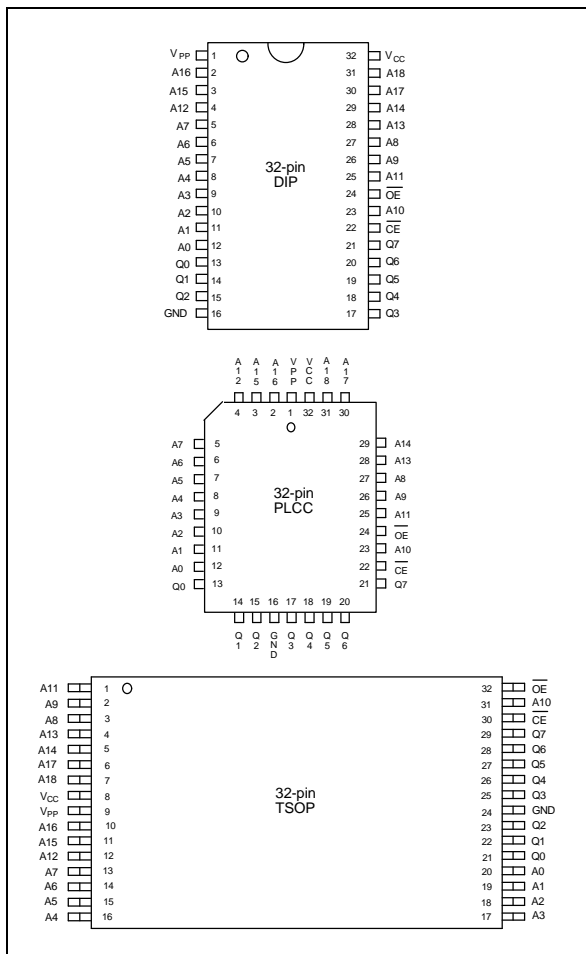 VPP 1 32 VCC
A16 2 31 A18
A15 3 30 A17
A12 4 29 A14
A7 5 28 A13
A6 6 27 A8
A5 7 26 A9
A4 8 25 A11
32-pin
DIP
A3 9 24 OE
A2 10 23 A10
A1 11 22 CE
A0 12 21 Q7
Q0 13 20 Q6
Q1 14 19 Q5
Q2 15 18 Q4
GND 16 17 Q3
A12 A15 A16 VPP VCC A18 A17
4 3 2 1 32 31 30
A7 5 29 A14
A6 6 28 A13
A5 7 27 A8
A4 8 26 A9
32-pin
PLCC
A3 9 25 A11
A2 10 24 OE
A1 11 23 A10
A0 12 22 CE
Q0 13 21 Q7
14 15 16 17 18 19 20
Q1 Q2 GND Q3 Q4 Q5 Q6
A11 1 32 OE
A9 2 31 A10
A8 3 30 CE
A13 4 29 Q7
A14 5 28 Q6
A17 6 27 Q5
A18 7 26 Q4
VCC 8 25 Q3
32-pin
TSOP
VPP 9 24 GND
A16 10 23 Q2
A15 11 22 Q1
A12 12 21 Q0
A7 13 20 A0
A6 14 19 A1
A5 15 18 A2
A4 16 17 A3